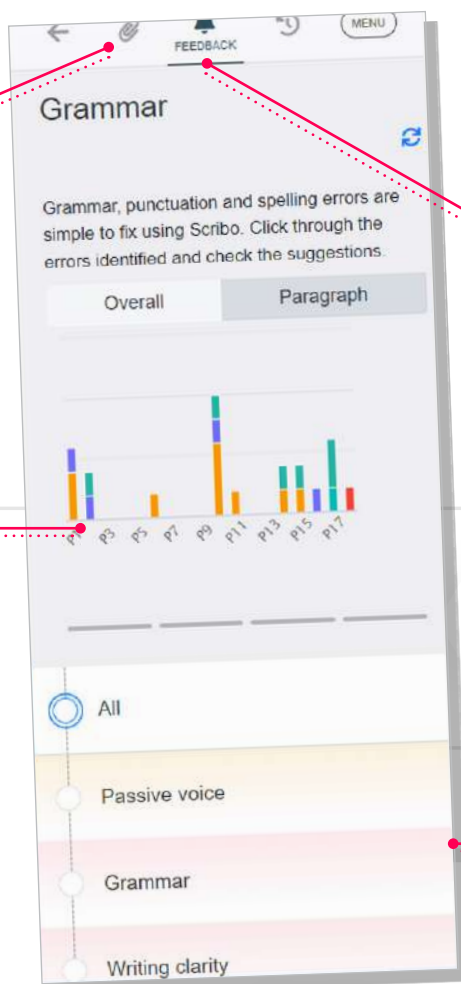 MENU
FEEDBACK
Grammar
Grammar, punctuation and spelling errors are
simple to fix using Scribo. Click through the
errors identified and check the suggestions.
Overall Paragraph
P1 P3 P5 P7 P9 P11 P13 P15 P17
All
Passive voice
Grammar
Writing clarity